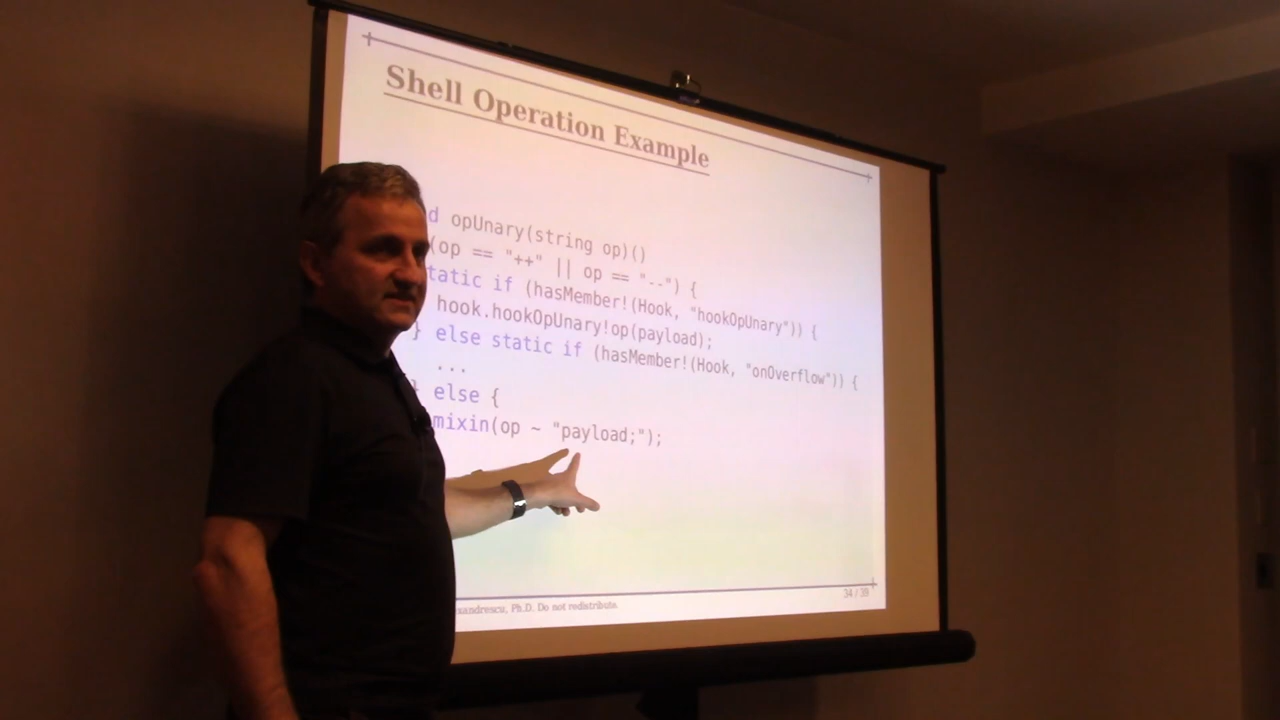 Shell Operation Example
d opUnary(string op)()
(op == "++" || op == "--") {
tatic if (hasMember!(Hook, "hookOpUnary")) {
hook.hookOpUnary!op(payload);
} else static if (hasMember!(Hook, "onOverflow")) {
...
} else {
mixin(op ~ "payload;");
xandrescu, Ph.D. Do not redistribute.
34 / 39